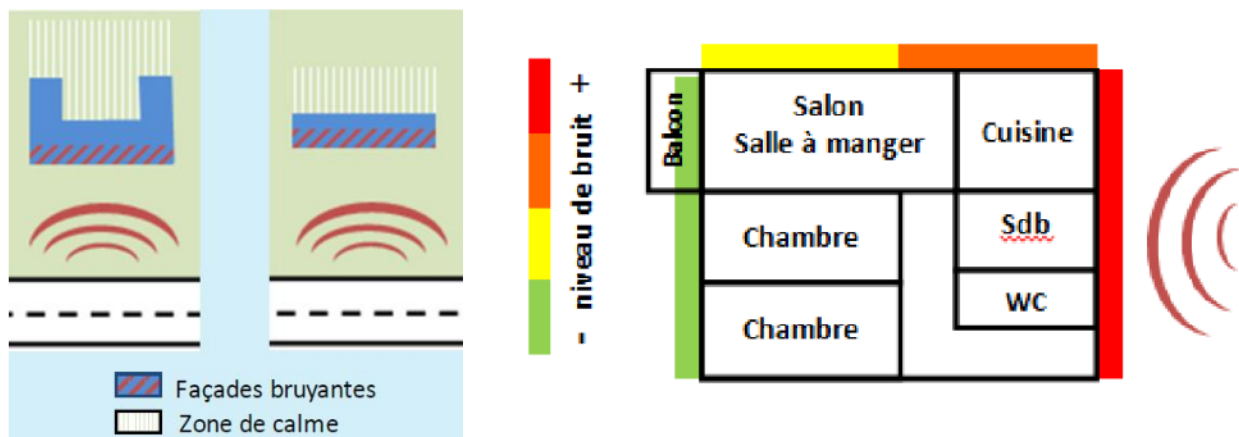 Façades bruyantes
Zone de calme
- niveau de bruit +
Balcon
Salon
Salle à manger
Cuisine
Chambre
Sdb
Chambre
WC